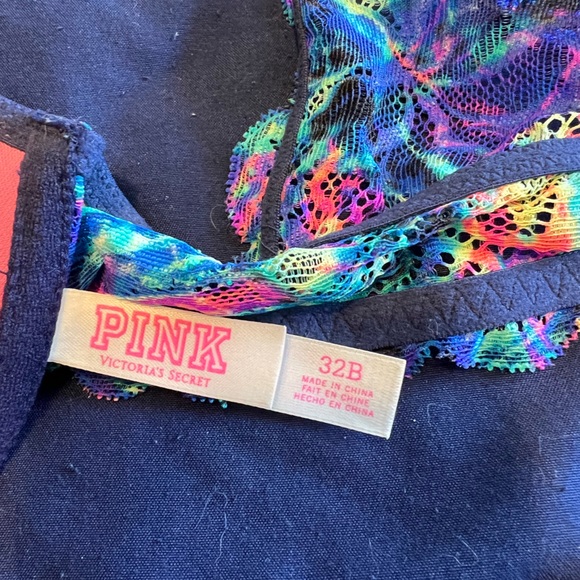 PINK
VICTORIA'S SECRET
32B
MADE IN CHINA
FAIT EN CHINE
HECHO EN CHINA